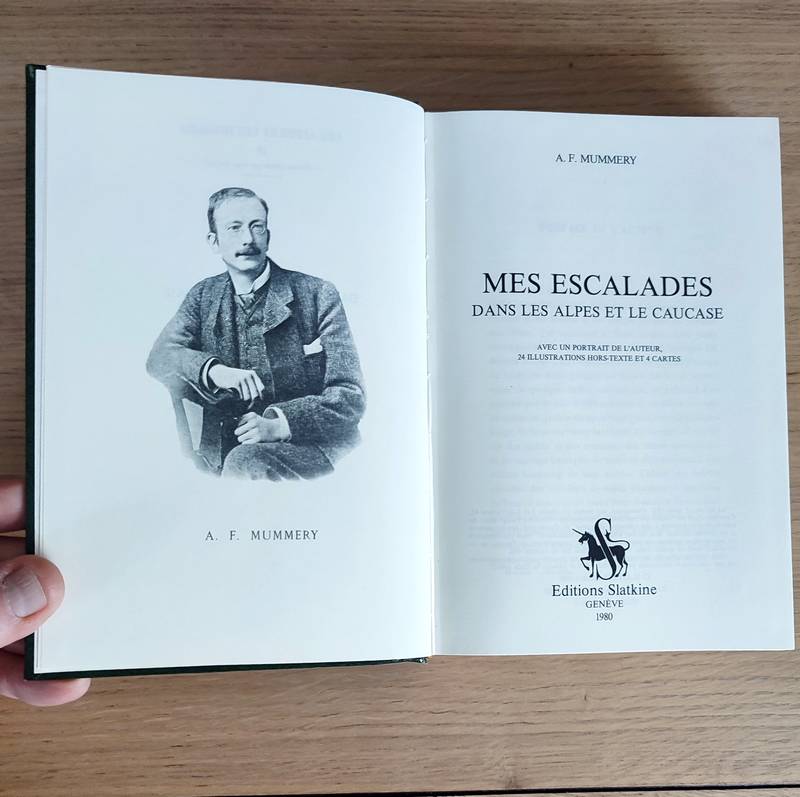 A. F. MUMMERY
A. F. MUMMERY
MES ESCALADES
DANS LES ALPES ET LE CAUCASE
AVEC UN PORTRAIT DE L'AUTEUR,
24 ILLUSTRATIONS HORS-TEXTE ET 4 CARTES
Editions Slatkine
GENÈVE
1980